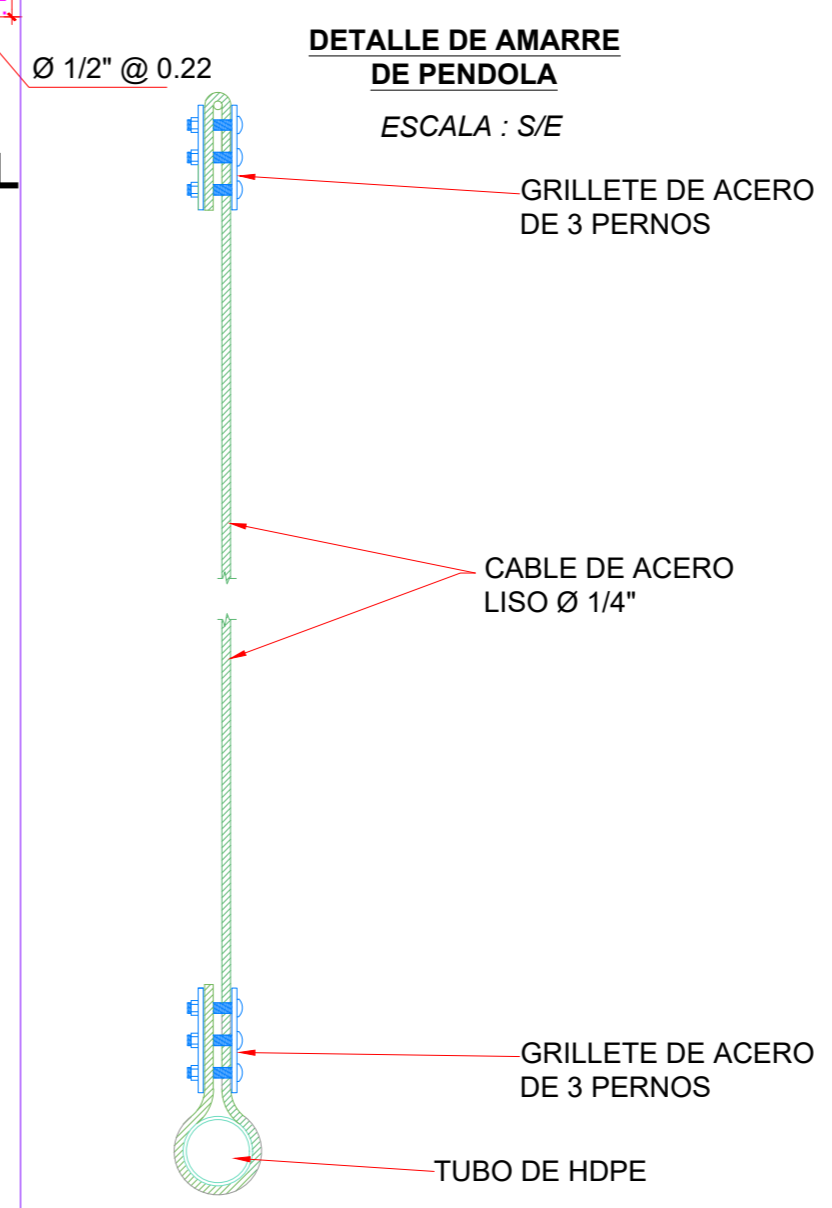 Ø 1/2" @ 0.22
DETALLE DE AMARRE
DE PENDOLA
ESCALA : S/E
GRILLETE DE ACERO
DE 3 PERNOS
CABLE DE ACERO
LISO Ø 1/4"
GRILLETE DE ACERO
DE 3 PERNOS
TUBO DE HDPE